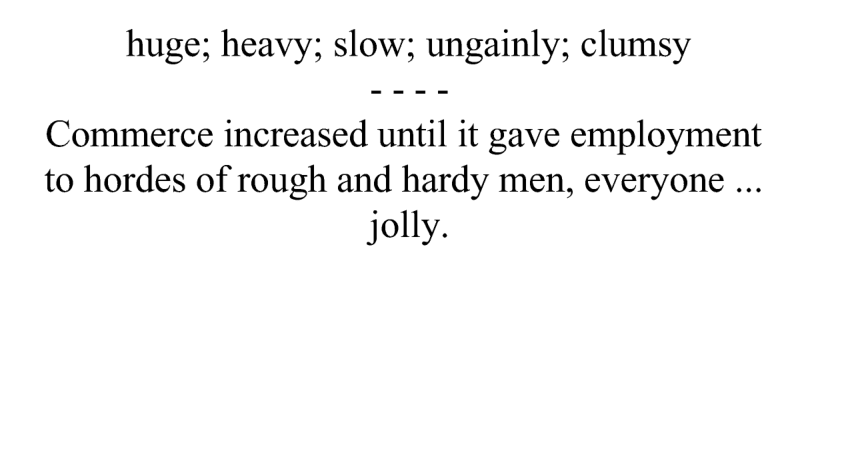 huge; heavy; slow; ungainly; clumsy
- - - -
Commerce increased until it gave employment
to hordes of rough and hardy men, everyone ...
jolly.